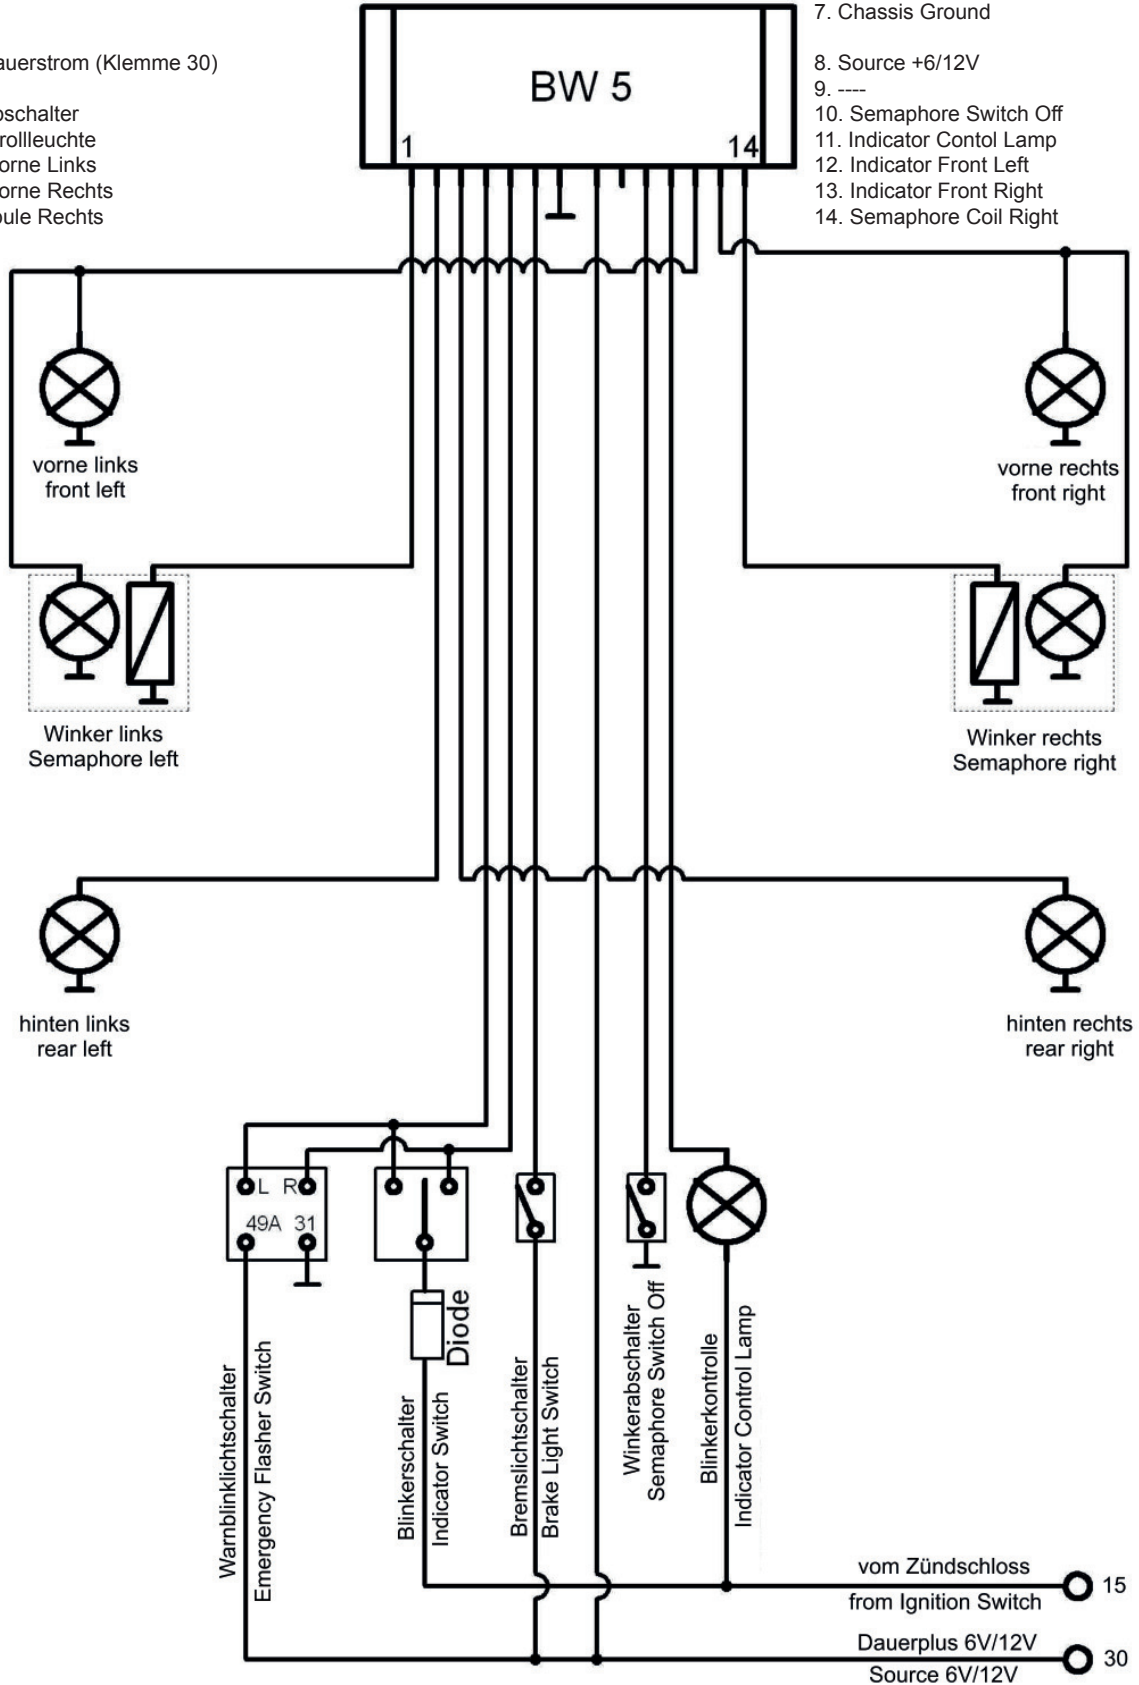 7. Chassis Ground
auerstrom (Klemme 30)
8. Source +6/12V
9. ----
oschalter
10. Semaphore Switch Off
rollleuchte
11. Indicator Contol Lamp
orne Links
12. Indicator Front Left
orne Rechts
13. Indicator Front Right
pule Rechts
14. Semaphore Coil Right
BW 5
1
14
vorne links
front left
vorne rechts
front right
Winker links
Semaphore left
Winker rechts
Semaphore right
hinten links
rear left
hinten rechts
rear right
L R
49A 31
Diode
Warnblinklichtschalter
Emergency Flasher Switch
Blinkerschalter
Indicator Switch
Bremslichtschalter
Brake Light Switch
Winkerabschalter
Semaphore Switch Off
Blinkerkontrolle
Indicator Control Lamp
vom Zündschloss
15
from Ignition Switch
Dauerplus 6V/12V
30
Source 6V/12V